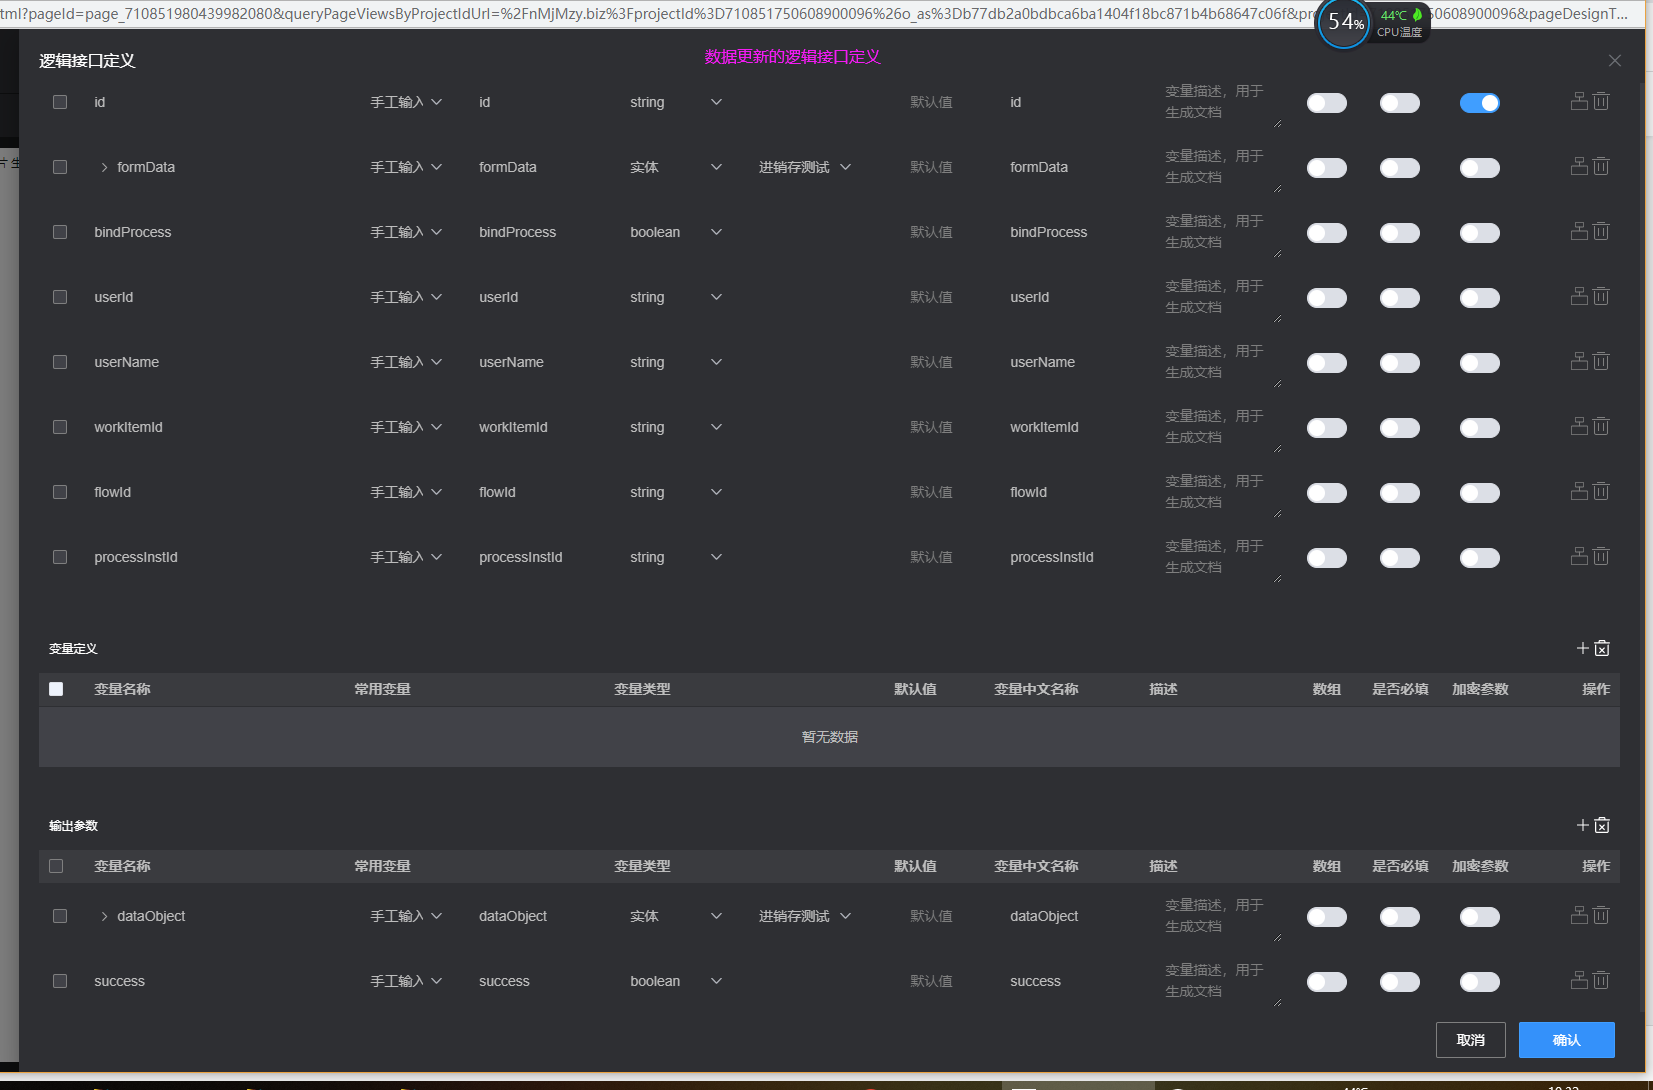 tml?pageId=page_710851980439982080&queryPageViewsByProjectIdUrl=%2FnMjMzy.biz%3FprojectId%3D710851750608900096%26o_as%3Db77db2a0bdbca6ba1404f18bc871b4b68647c06f&pr 50608900096&pageDesignT...
54% 44℃
CPU温度
逻辑接口定义
数据更新的逻辑接口定义
id 手工输入 id string 默认值 id 变量描述，用于
生成文档
formData 手工输入 formData 实体 进销存测试 默认值 formData 变量描述，用于
生成文档
bindProcess 手工输入 bindProcess boolean 默认值 bindProcess 变量描述，用于
生成文档
userId 手工输入 userId string 默认值 userId 变量描述，用于
生成文档
userName 手工输入 userName string 默认值 userName 变量描述，用于
生成文档
workItemId 手工输入 workItemId string 默认值 workItemId 变量描述，用于
生成文档
flowId 手工输入 flowId string 默认值 flowId 变量描述，用于
生成文档
processInstId 手工输入 processInstId string 默认值 processInstId 变量描述，用于
生成文档
变量定义
变量名称 常用变量 变量类型 默认值 变量中文名称 描述 数组 是否必填 加密参数 操作
暂无数据
输出参数
变量名称 常用变量 变量类型 默认值 变量中文名称 描述 数组 是否必填 加密参数 操作
dataObject 手工输入 dataObject 实体 进销存测试 默认值 dataObject 变量描述，用于
生成文档
success 手工输入 success boolean 默认值 success 变量描述，用于
生成文档
取消 确认